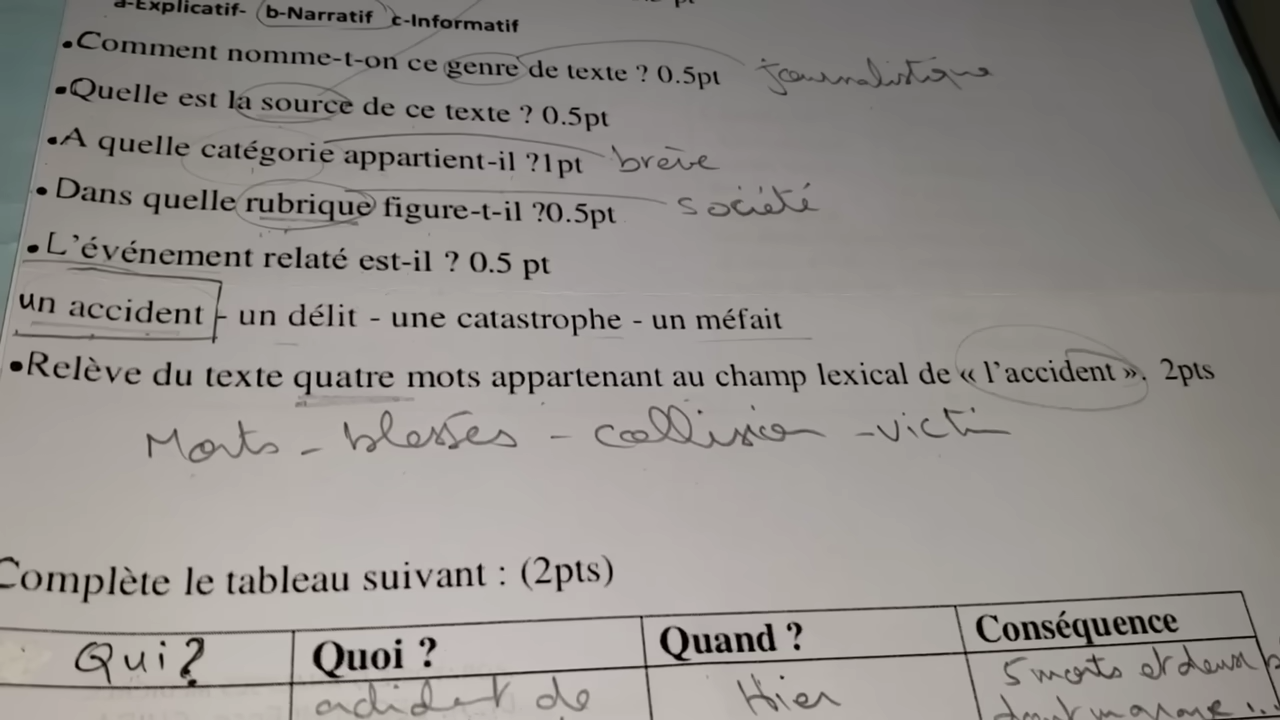 a-Explicatif- b-Narratif c-Informatif
•Comment nomme-t-on ce genre de texte ? 0.5pt journalistique
•Quelle est la source de ce texte ? 0.5pt
•A quelle catégorie appartient-il ?1pt brève
•Dans quelle rubrique figure-t-il ?0.5pt société
•L'événement relaté est-il ? 0.5 pt
un accident - un délit - une catastrophe - un méfait
•Relève du texte quatre mots appartenant au champ lexical de « l'accident ». 2pts
Morts - blesses - collision - victi
Complète le tableau suivant : (2pts)
Qui? Quoi ? Quand ? Conséquence
accident de Hier 5 morts et deux
dont